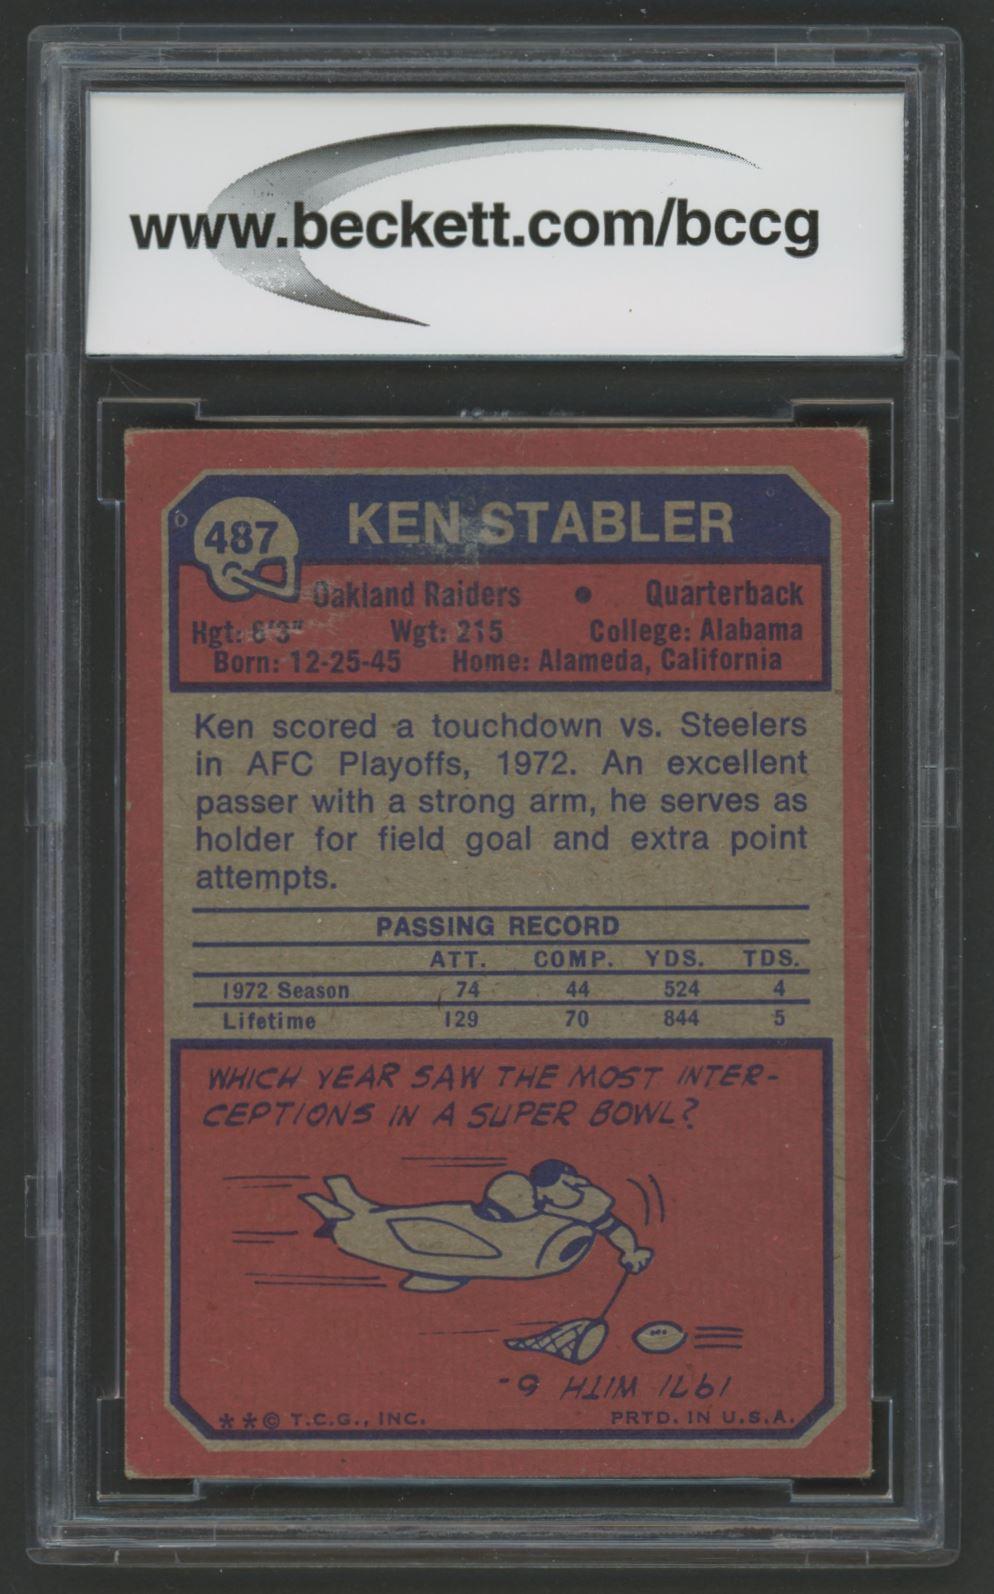 www.beckett.com/bccg
487
KEN STABLER
Oakland Raiders • Quarterback
Hgt: 6'3" Wgt: 215 College: Alabama
Born: 12-25-45 Home: Alameda, California
Ken scored a touchdown vs. Steelers
in AFC Playoffs, 1972. An excellent
passer with a strong arm, he serves as
holder for field goal and extra point
attempts.
PASSING RECORD
ATT. COMP. YDS. TDS.
1972 Season 74 44 524 4
Lifetime 129 70 844 5
WHICH YEAR SAW THE MOST INTER-
CEPTIONS IN A SUPER BOWL?
1971 WITH 6-
**© T.C.G., INC. PRTD. IN U.S.A.